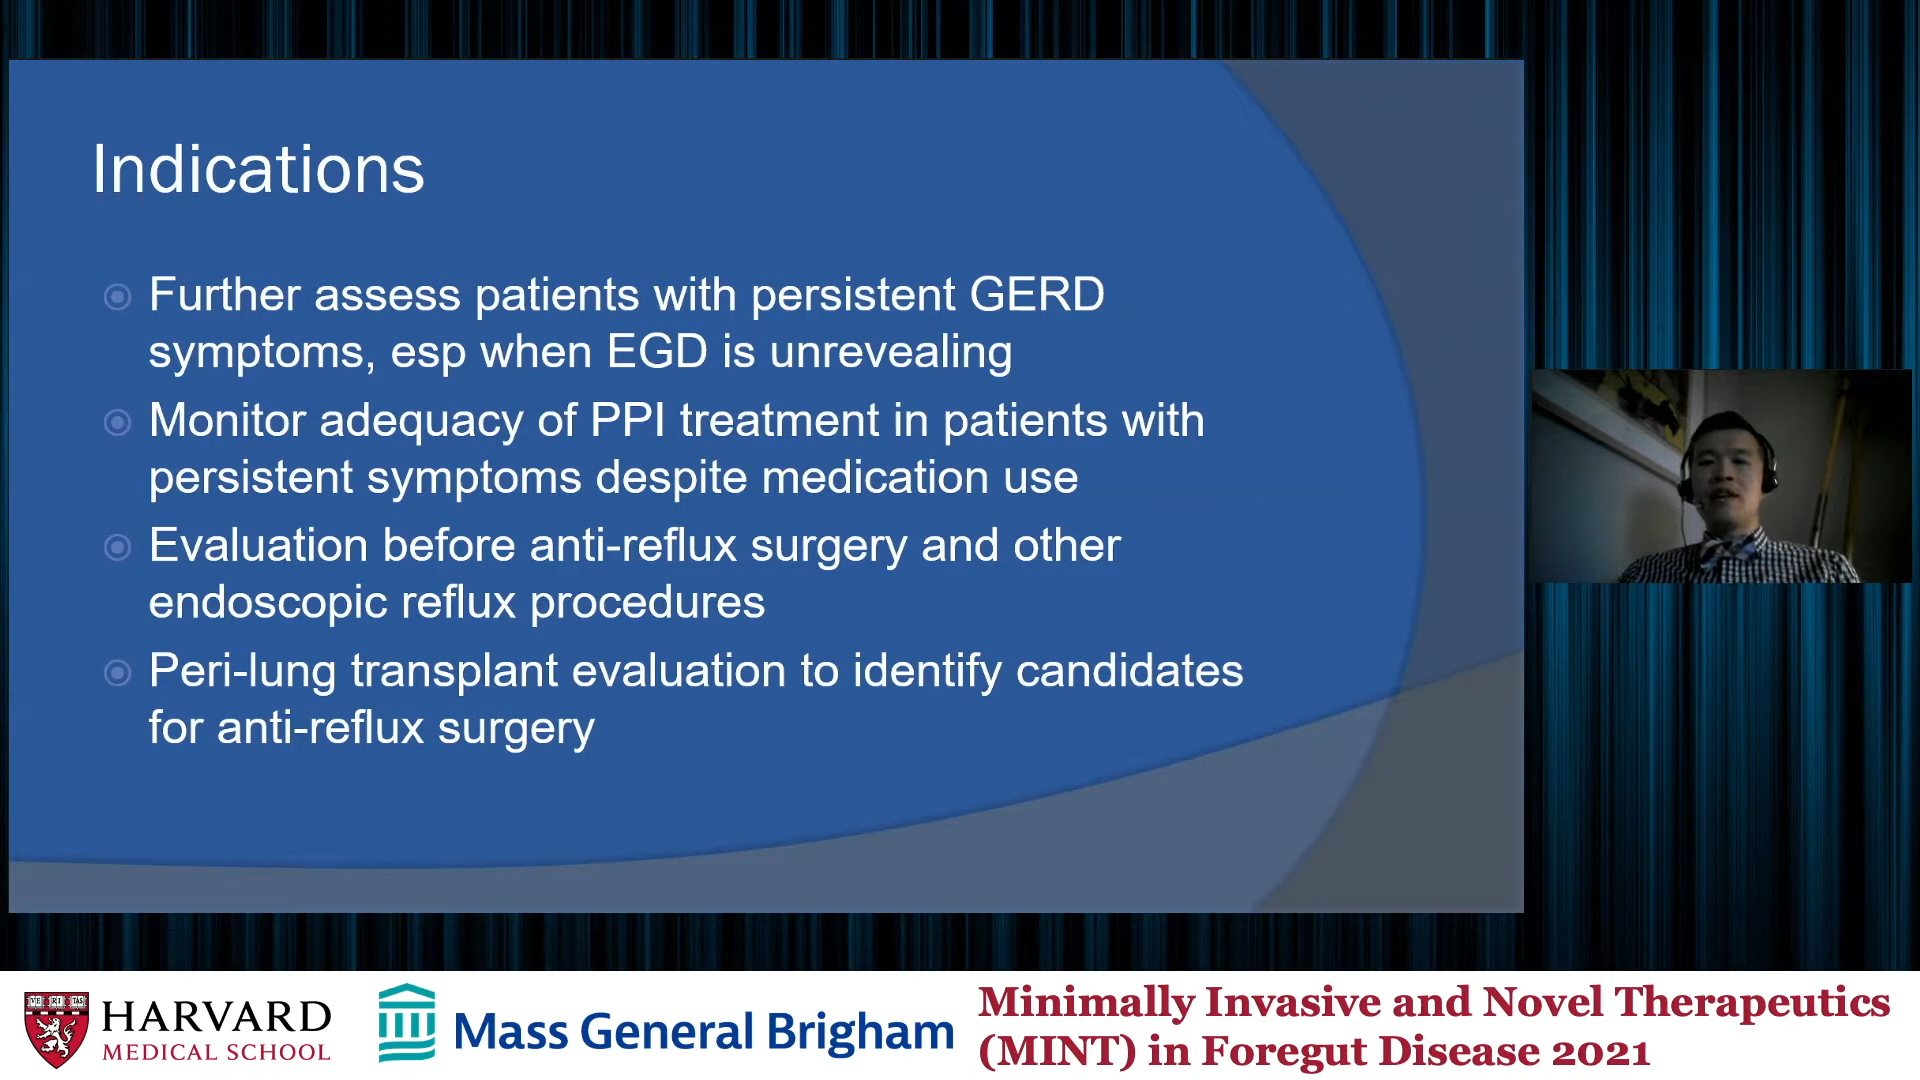 Indications
Further assess patients with persistent GERD
symptoms, esp when EGD is unrevealing
Monitor adequacy of PPI treatment in patients with
persistent symptoms despite medication use
Evaluation before anti-reflux surgery and other
endoscopic reflux procedures
Peri-lung transplant evaluation to identify candidates
for anti-reflux surgery
VE RI TAS
HARVARD
MEDICAL SCHOOL
Mass General Brigham
Minimally Invasive and Novel Therapeutics
(MINT) in Foregut Disease 2021